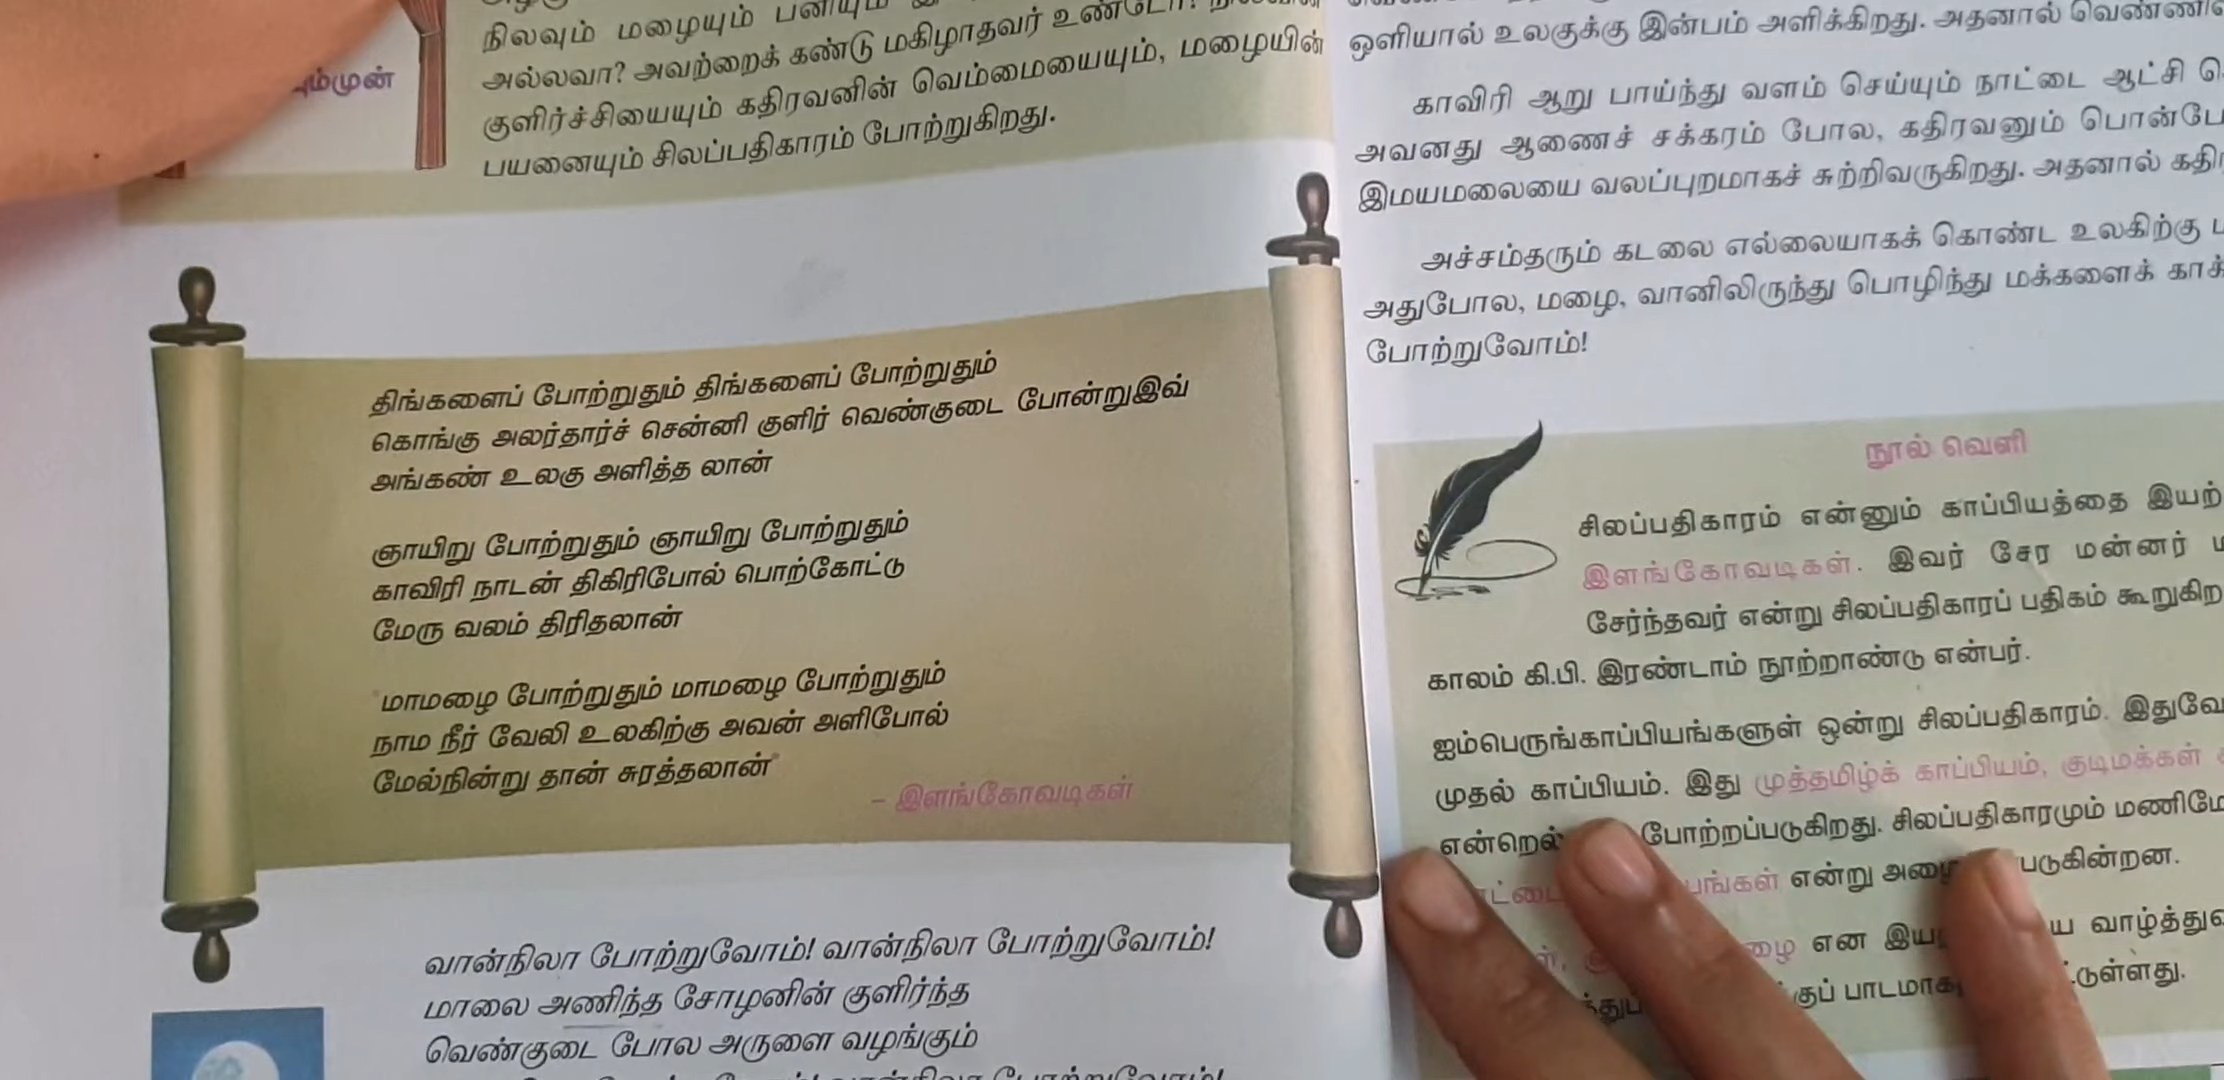 ம்முன்
நிலவும் மழையும் பனியும்
அல்லவா? அவற்றைக் கண்டு மகிழாதவர் உண்டோ?
குளிர்ச்சியையும் கதிரவனின் வெம்மையையும், மழையின்
பயனையும் சிலப்பதிகாரம் போற்றுகிறது.
திங்களைப் போற்றுதும் திங்களைப் போற்றுதும்
கொங்கு அலர்தார்ச் சென்னி குளிர் வெண்குடை போன்றுஇவ்
அங்கண் உலகு அளித்த லான்
ஞாயிறு போற்றுதும் ஞாயிறு போற்றுதும்
காவிரி நாடன் திகிரிபோல் பொற்கோட்டு
மேரு வலம் திரிதலான்
*மாமழை போற்றுதும் மாமழை போற்றுதும்
நாம நீர் வேலி உலகிற்கு அவன் அளிபோல்
மேல்நின்று தான் சுரத்தலான்*
– இளங்கோவடிகள்
வான்நிலா போற்றுவோம்! வான்நிலா போற்றுவோம்!
மாலை அணிந்த சோழனின் குளிர்ந்த
வெண்குடை போல அருளை வழங்கும்
ஒளியால் உலகுக்கு இன்பம் அளிக்கிறது. அதனால்
காவிரி ஆறு பாய்ந்து வளம் செய்யும் நாட்டை ஆட்சி
அவனது ஆணைச் சக்கரம் போல, கதிரவனும்
இமயமலையை வலப்புறமாகச் சுற்றிவருகிறது. அதனால்
அச்சம்தரும் கடலை எல்லையாகக் கொண்ட உலகிற்கு
அதுபோல, மழை, வானிலிருந்து பொழிந்து மக்களைக்
போற்றுவோம்!
நூல் வெளி
சிலப்பதிகாரம் என்னும் காப்பியத்தை
இளங்கோவடிகள். இவர் சேர மன்னர்
சேர்ந்தவர் என்று சிலப்பதிகாரப் பதிகம்
காலம் கி.பி. இரண்டாம் நூற்றாண்டு என்பர்.
ஐம்பெருங்காப்பியங்களுள் ஒன்று சிலப்பதிகாரம்.
முதல் காப்பியம். இது முத்தமிழ்க் காப்பியம், குடிமக்கள்
போற்றப்படுகிறது. சிலப்பதிகாரமும்
என்று
என
பாடமாக